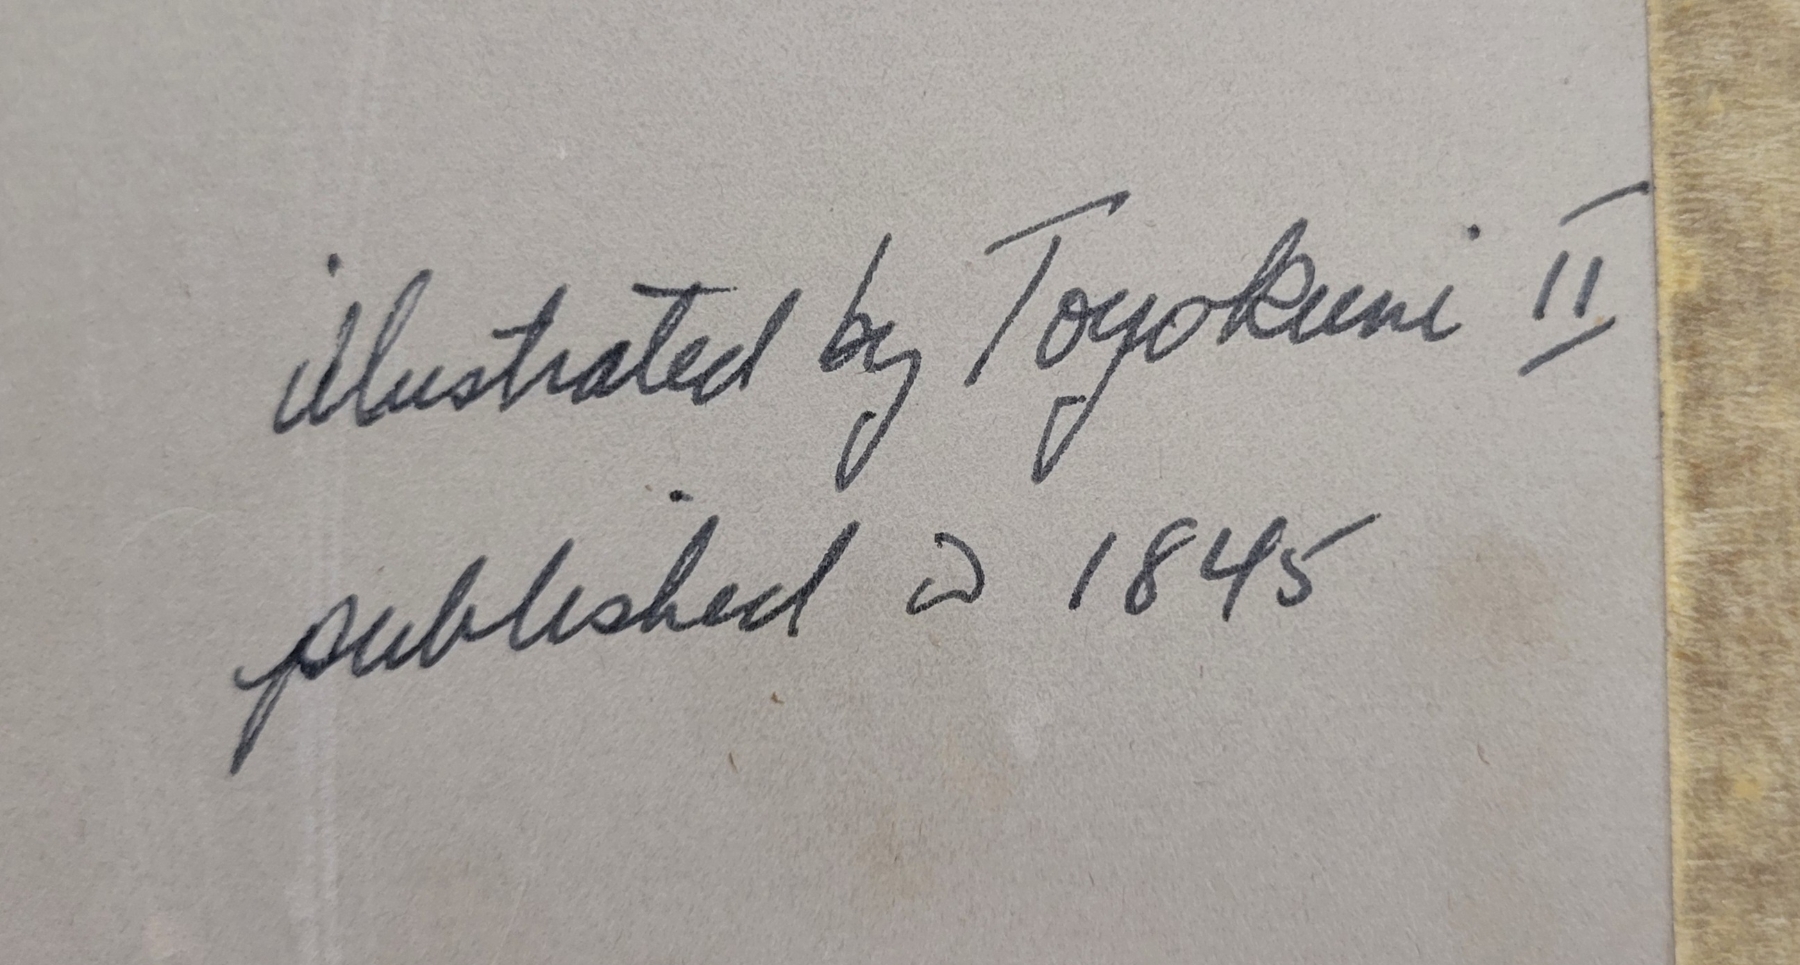 illustrated by Toyokuni II
published in 1845